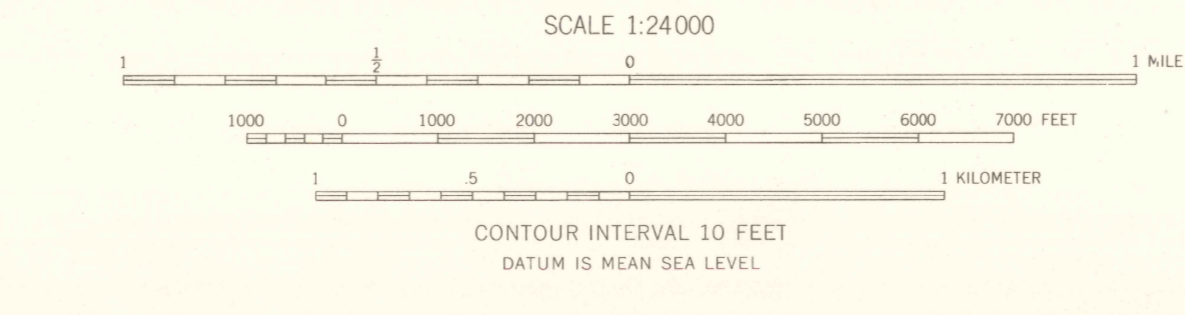 SCALE 1:24000
1 1/2 0 1 MILE
1000 0 1000 2000 3000 4000 5000 6000 7000 FEET
1 .5 0 1 KILOMETER
CONTOUR INTERVAL 10 FEET
DATUM IS MEAN SEA LEVEL